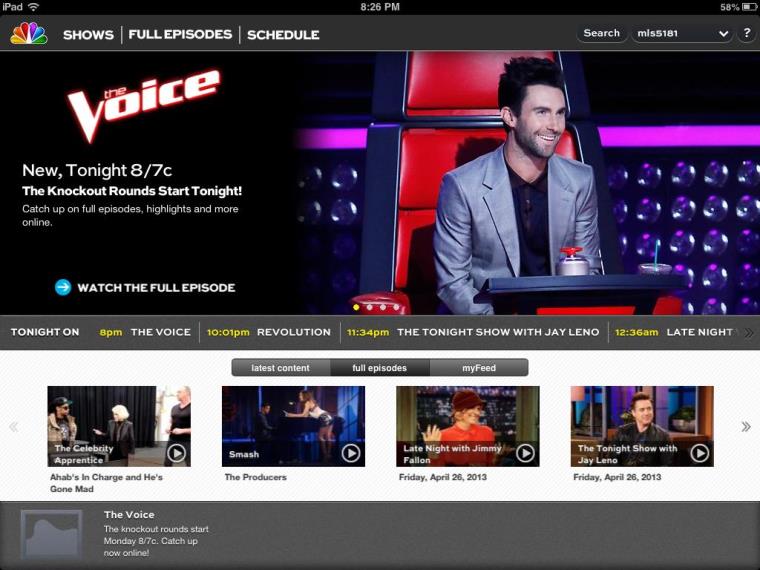 iPad 8:26 PM 58%
SHOWS FULL EPISODES SCHEDULE Search mls5181 ?
the
Voice
New, Tonight 8/7c
The Knockout Rounds Start Tonight!
Catch up on full episodes, highlights and more
online.
WATCH THE FULL EPISODE
TONIGHT ON 8pm THE VOICE 10:01pm REVOLUTION 11:34pm THE TONIGHT SHOW WITH JAY LENO 12:36am LATE NIGHT
latest content full episodes myFeed
The Celebrity
Apprentice
Ahab's In Charge and He's
Gone Mad
Smash
The Producers
Late Night with Jimmy
Fallon
Friday, April 26, 2013
The Tonight Show with
Jay Leno
Friday, April 26, 2013
The Voice
The knockout rounds start
Monday 8/7c. Catch up
now online!